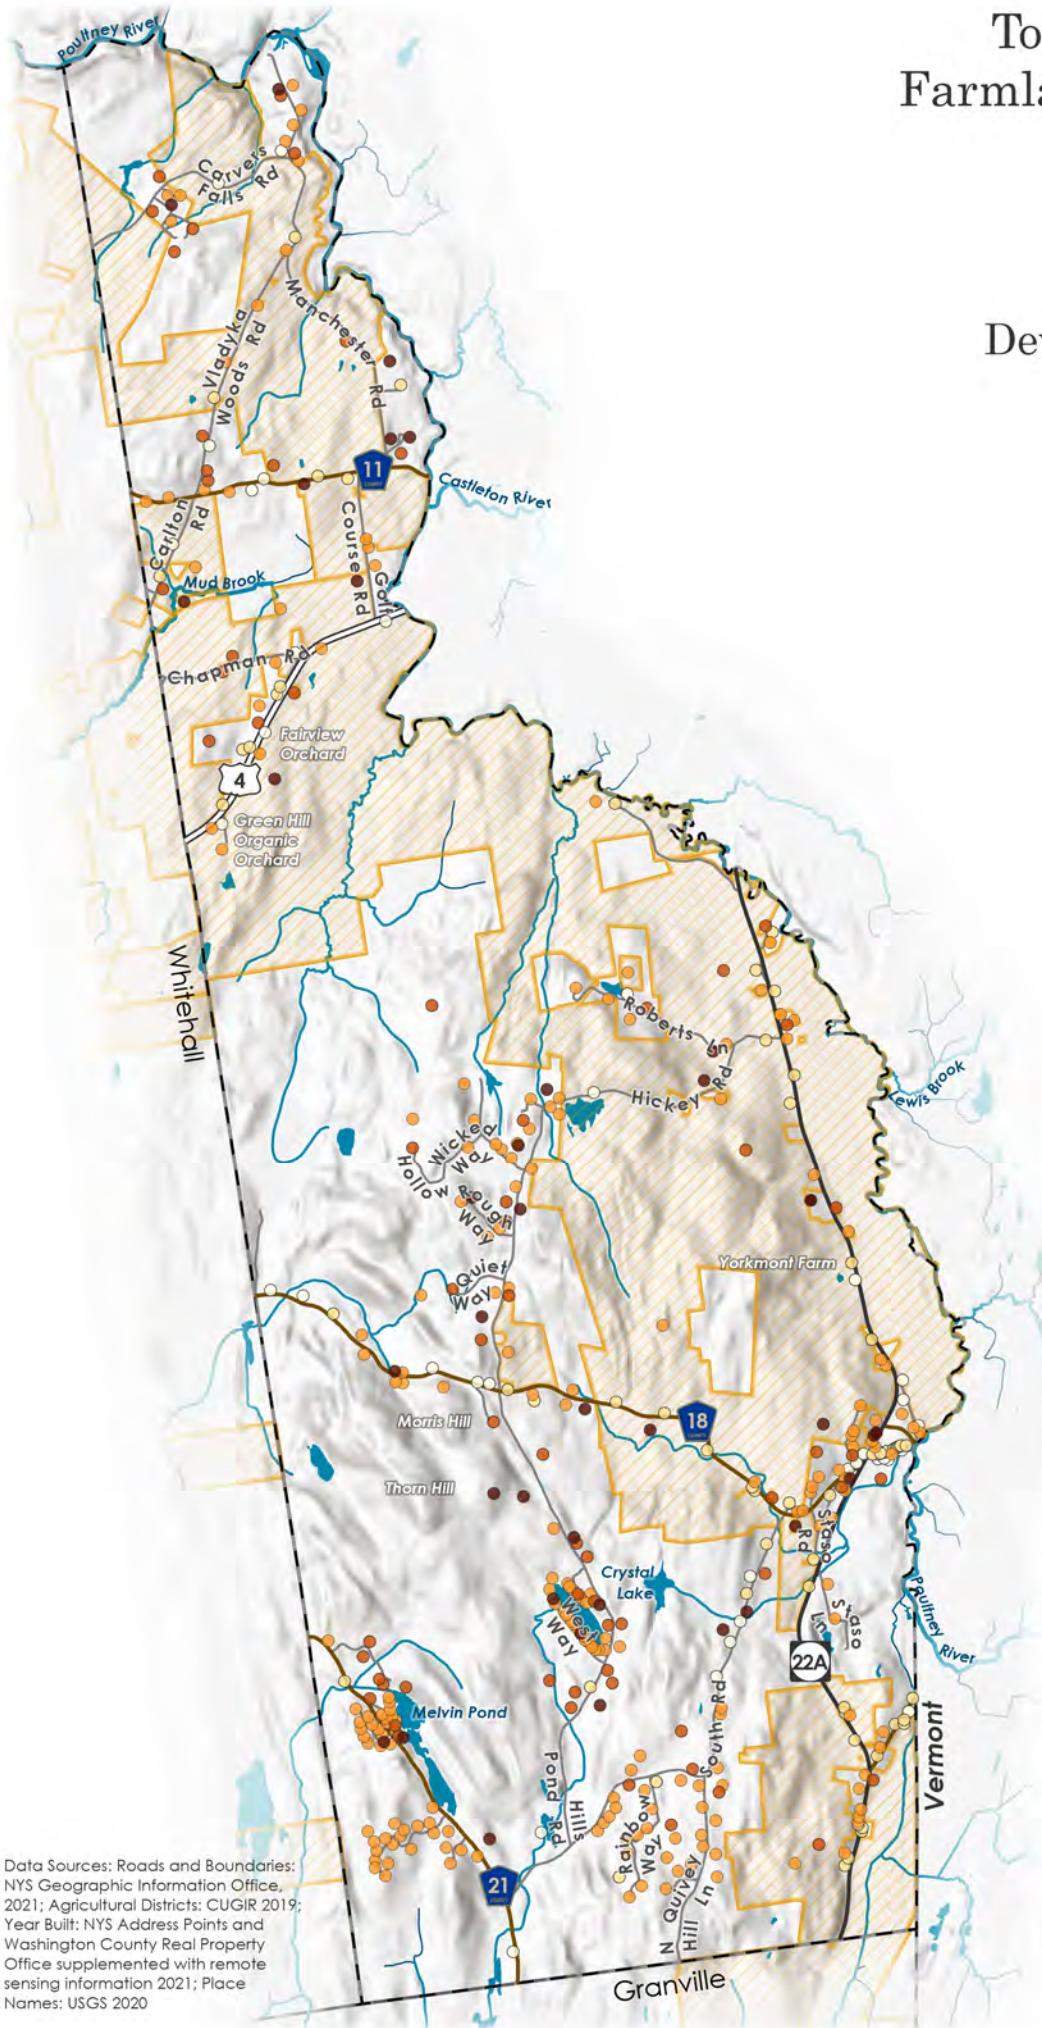 To
Farmla
Dev
Poultney River
Carvers
Falls Rd
Manchester
Rd
Vladyka
Woods Rd
11
COUNTY
Castleton River
Carlton
Rd
Course Rd
Golf
Mud Brook
Chapman Rd
Fairview
Orchard
4
Green Hill
Organic
Orchard
Whitehall
Roberts Ln
Hickey Rd
Lewis Brook
Wicked
Way
Hollow
Rough
Way
Quiet
Way
Yorkmont Farm
Morris Hill
18
COUNTY
Thorn Hill
Staso
Rd
Crystal
Lake
West
Way
Staso
Ln
Poultney
River
22A
Melvin Pond
South Rd
Vermont
Pond Rd
Hills
Rainbow
Way
N Quivey
Hill Ln
21
COUNTY
Granville
Data Sources: Roads and Boundaries:
NYS Geographic Information Office,
2021; Agricultural Districts: CUGIR 2019;
Year Built: NYS Address Points and
Washington County Real Property
Office supplemented with remote
sensing information 2021; Place
Names: USGS 2020